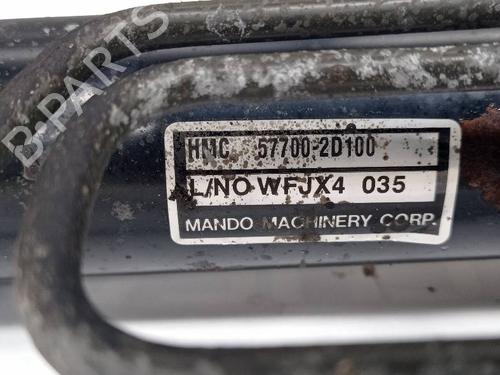 B-PARTS
HMC 57700-2D100
L/NO WFJX4 035
MANDO MACHINERY CORP.